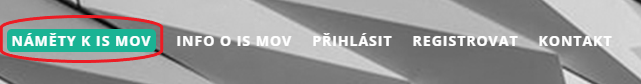 NÁMĚTY K IS MOV INFO O IS MOV PŘIHLÁSIT REGISTROVAT KONTAKT